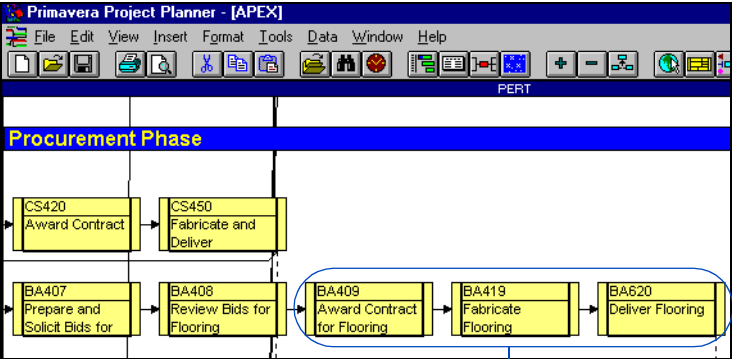 Primavera Project Planner - [APEX]
File Edit View Insert Format Tools Data Window Help
PERT
Procurement Phase
CS420
Award Contract
CS450
Fabricate and
Deliver
BA407
Prepare and
Solicit Bids for
BA408
Review Bids for
Flooring
BA409
Award Contract
for Flooring
BA419
Fabricate
Flooring
BA620
Deliver Flooring